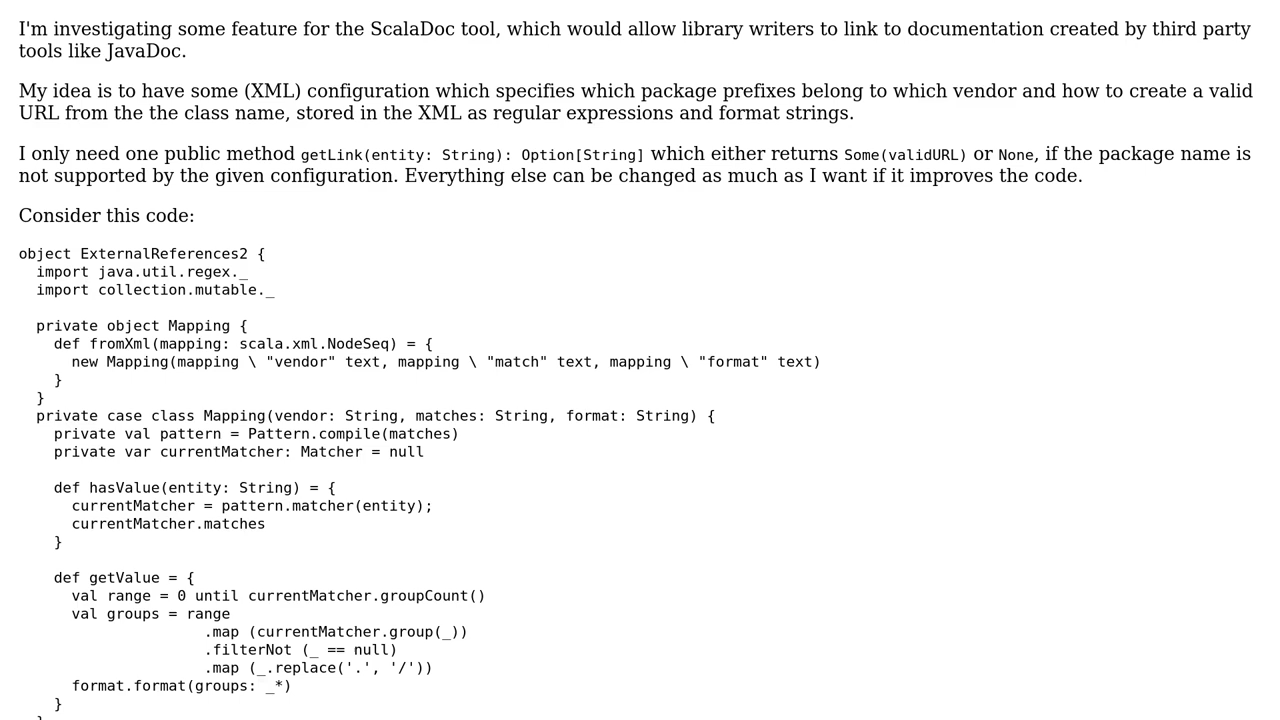 I'm investigating some feature for the ScalaDoc tool, which would allow library writers to link to documentation created by third party
tools like JavaDoc.
My idea is to have some (XML) configuration which specifies which package prefixes belong to which vendor and how to create a valid
URL from the the class name, stored in the XML as regular expressions and format strings.
I only need one public method getLink(entity: String): Option[String] which either returns Some(validURL) or None, if the package name is
not supported by the given configuration. Everything else can be changed as much as I want if it improves the code.
Consider this code:
object ExternalReferences2 {
  import java.util.regex._
  import collection.mutable._
  private object Mapping {
    def fromXml(mapping: scala.xml.NodeSeq) = {
      new Mapping(mapping \ "vendor" text, mapping \ "match" text, mapping \ "format" text)
    }
  }
  private case class Mapping(vendor: String, matches: String, format: String) {
    private val pattern = Pattern.compile(matches)
    private var currentMatcher: Matcher = null
    def hasValue(entity: String) = {
      currentMatcher = pattern.matcher(entity);
      currentMatcher.matches
    }
    def getValue = {
      val range = 0 until currentMatcher.groupCount()
      val groups = range
                     .map (currentMatcher.group(_))
                     .filterNot (_ == null)
                     .map (_.replace('.', '/'))
      format.format(groups: _*)
    }